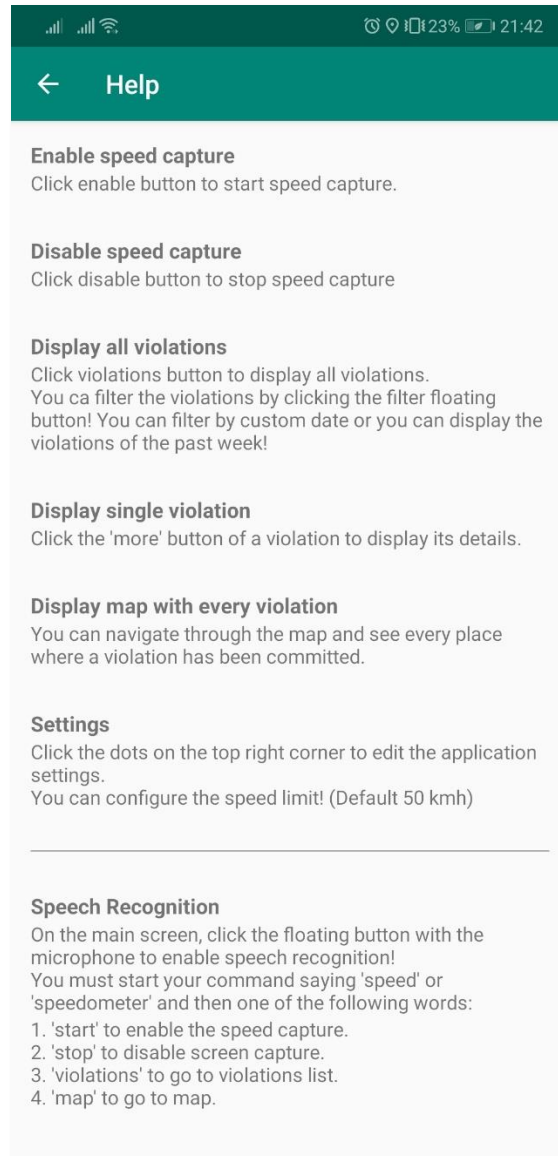 23% 21:42
Help
Enable speed capture
Click enable button to start speed capture.
Disable speed capture
Click disable button to stop speed capture
Display all violations
Click violations button to display all violations.
You ca filter the violations by clicking the filter floating
button! You can filter by custom date or you can display the
violations of the past week!
Display single violation
Click the 'more' button of a violation to display its details.
Display map with every violation
You can navigate through the map and see every place
where a violation has been committed.
Settings
Click the dots on the top right corner to edit the application
settings.
You can configure the speed limit! (Default 50 kmh)
Speech Recognition
On the main screen, click the floating button with the
microphone to enable speech recognition!
You must start your command saying 'speed' or
'speedometer' and then one of the following words:
1. 'start' to enable the speed capture.
2. 'stop' to disable screen capture.
3. 'violations' to go to violations list.
4. 'map' to go to map.